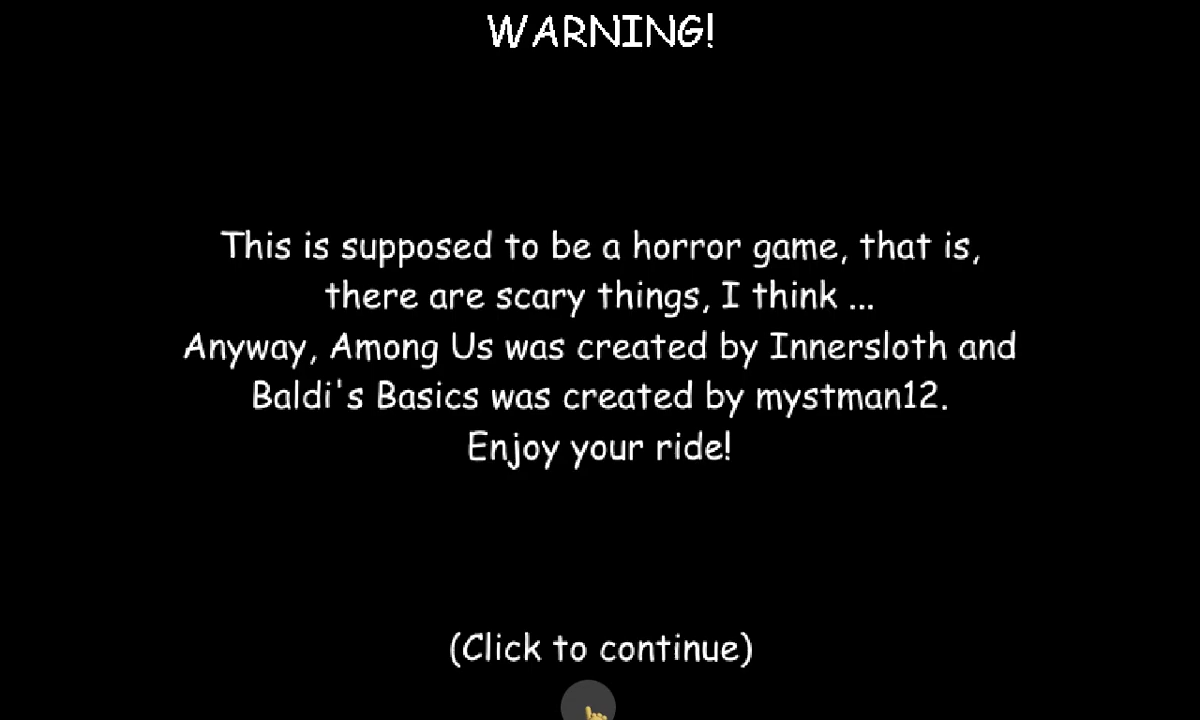 WARNING!
This is supposed to be a horror game, that is,
there are scary things, I think ...
Anyway, Among Us was created by Innersloth and
Baldi's Basics was created by mystman12.
Enjoy your ride!
(Click to continue)